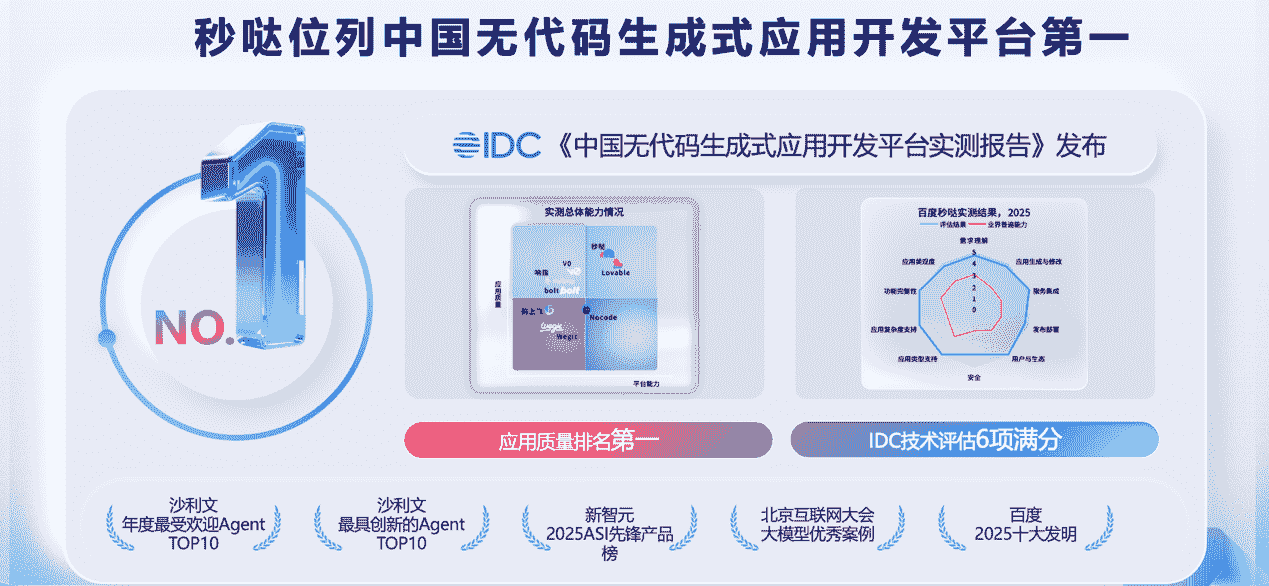 秒哒位列中国无代码生成式应用开发平台第一
NO.1
IDC《中国无代码生成式应用开发平台实测报告》发布
实测总体能力情况
应用质量
秒哒
Lovable
V0
响指
bolt
bolt
码上飞
Nocode
Wegic
平台能力
应用质量排名第一
百度秒哒实测结果，2025
评估结果
业界普遍能力
需求理解
应用生成与修改
服务集成
发布部署
用户与生态
安全
应用类型支持
应用复杂度支持
功能完整性
应用美观度
5
4
3
2
1
0
IDC技术评估6项满分
沙利文
年度最受欢迎Agent
TOP10
沙利文
最具创新的Agent
TOP10
新智元
2025ASI先锋产品
榜
北京互联网大会
大模型优秀案例
百度
2025十大发明